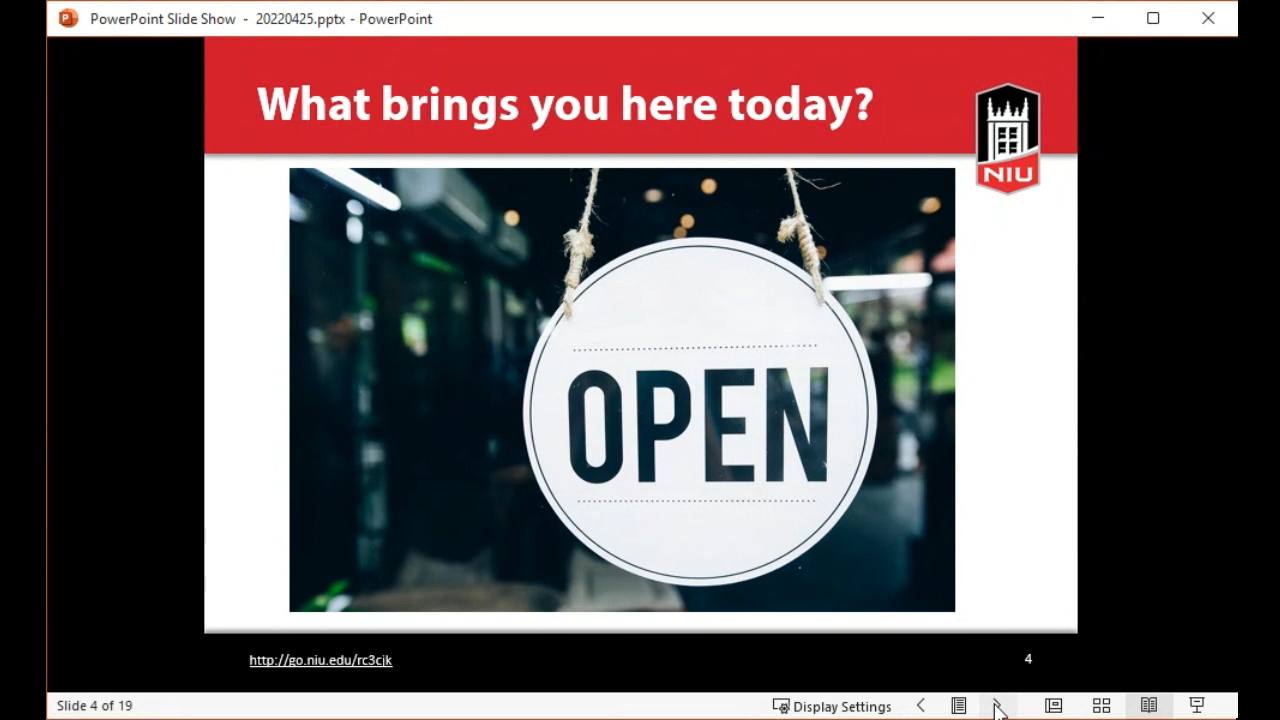 PowerPoint Slide Show - 20220425.pptx - PowerPoint
What brings you here today?
NIU
OPEN
http://go.niu.edu/rc3cjk
4
Slide 4 of 19
Display Settings